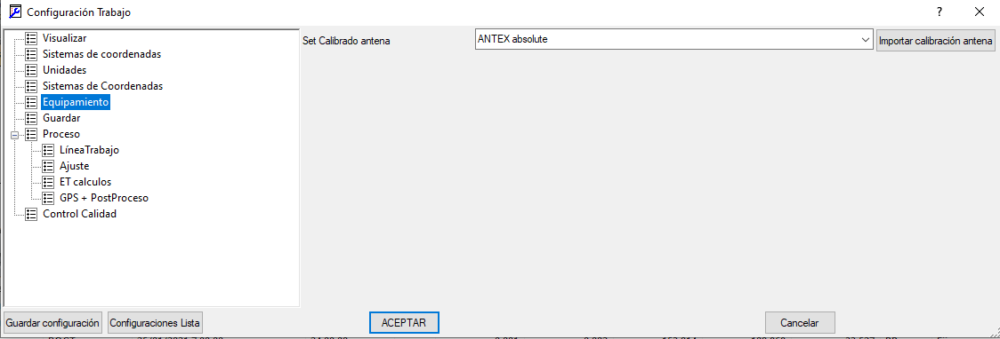 Configuración Trabajo
?
Visualizar
Sistemas de coordenadas
Unidades
Sistemas de Coordenadas
Equipamiento
Guardar
Proceso
LíneaTrabajo
Ajuste
ET calculos
GPS + PostProceso
Control Calidad
Set Calibrado antena
ANTEX absolute
Importar calibración antena
Guardar configuración
Configuraciones Lista
ACEPTAR
Cancelar